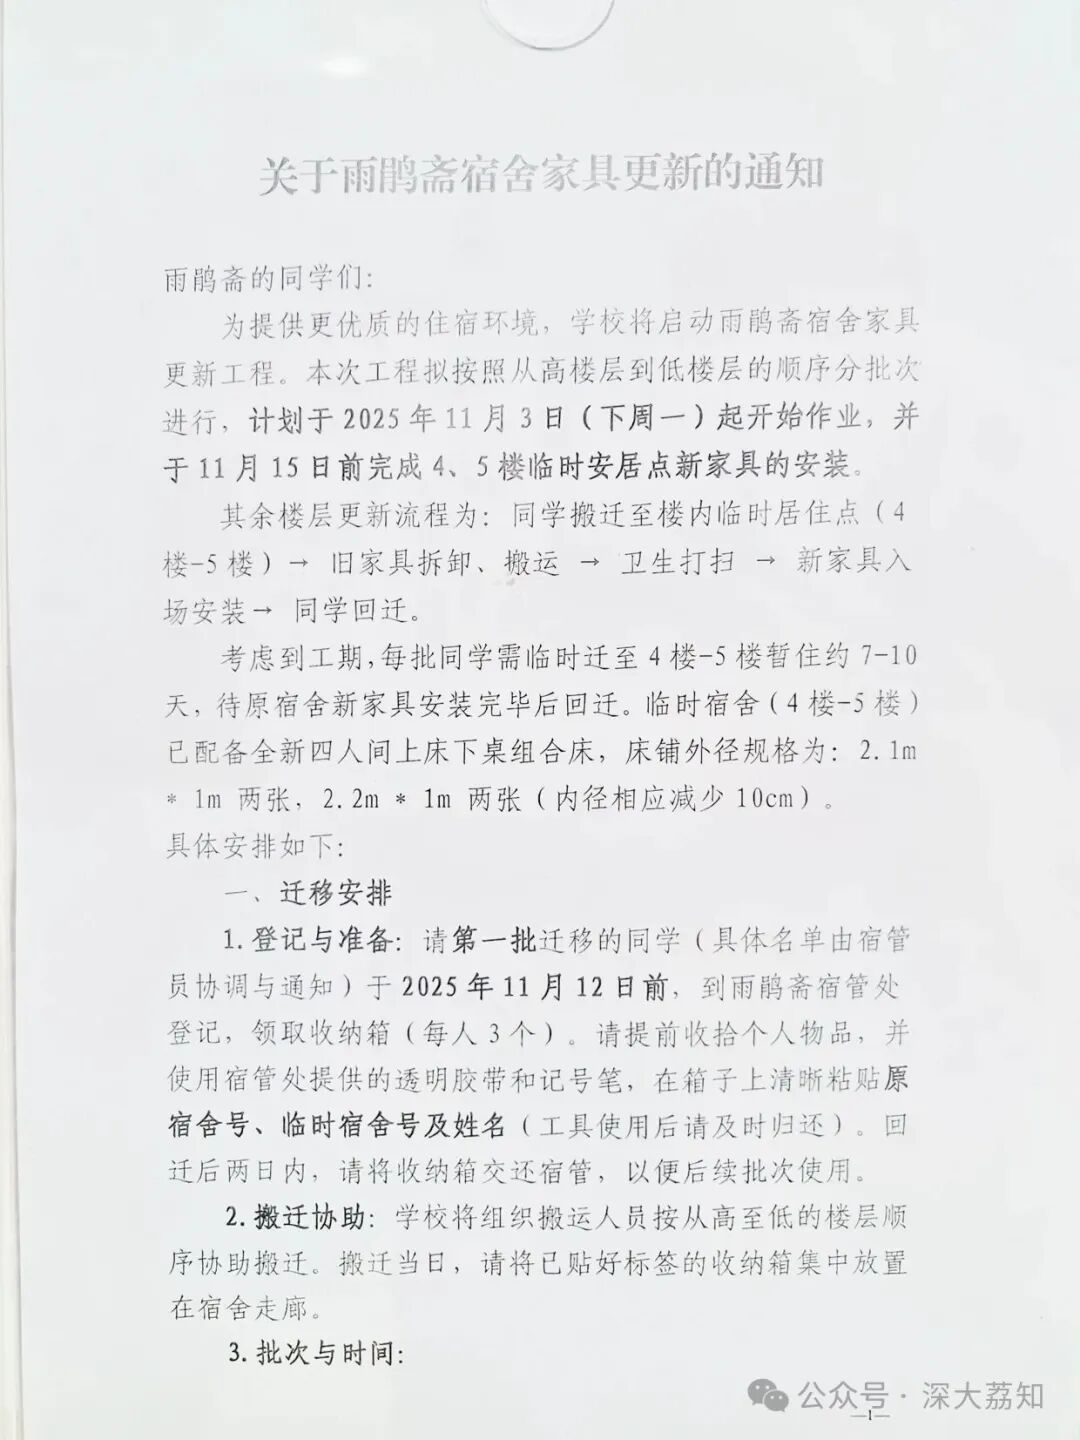 关于雨鹃斋宿舍家具更新的通知
雨鹃斋的同学们：
为提供更优质的住宿环境，学校将启动雨鹃斋宿舍家具
更新工程。本次工程拟按照从高楼层到低楼层的顺序分批次
进行，计划于2025年11月3日（下周一）起开始作业，并
于11月15日前完成4、5楼临时安居点新家具的安装。
其余楼层更新流程为：同学搬迁至楼内临时居住点（4
楼-5楼）→ 旧家具拆卸、搬运 → 卫生打扫 → 新家具入
场安装→ 同学回迁。
考虑到工期，每批同学需临时迁至4楼-5楼暂住约7-10
天，待原宿舍新家具安装完毕后回迁。临时宿舍（4楼-5楼）
已配备全新四人间上床下桌组合床，床铺外径规格为：2.1m
* 1m 两张，2.2m * 1m 两张（内径相应减少10cm）。
具体安排如下：
一、迁移安排
1.登记与准备：请第一批迁移的同学（具体名单由宿管
员协调与通知）于2025年11月12日前，到雨鹃斋宿管处
登记，领取收纳箱（每人3个）。请提前收拾个人物品，并
使用宿管处提供的透明胶带和记号笔，在箱子上清晰粘贴原
宿舍号、临时宿舍号及姓名（工具使用后请及时归还）。回
迁后两日内，请将收纳箱交还宿管，以便后续批次使用。
2.搬迁协助：学校将组织搬运人员按从高至低的楼层顺
序协助搬迁。搬迁当日，请将已贴好标签的收纳箱集中放置
在宿舍走廊。
3.批次与时间：
公众号·深大荔知
—1—